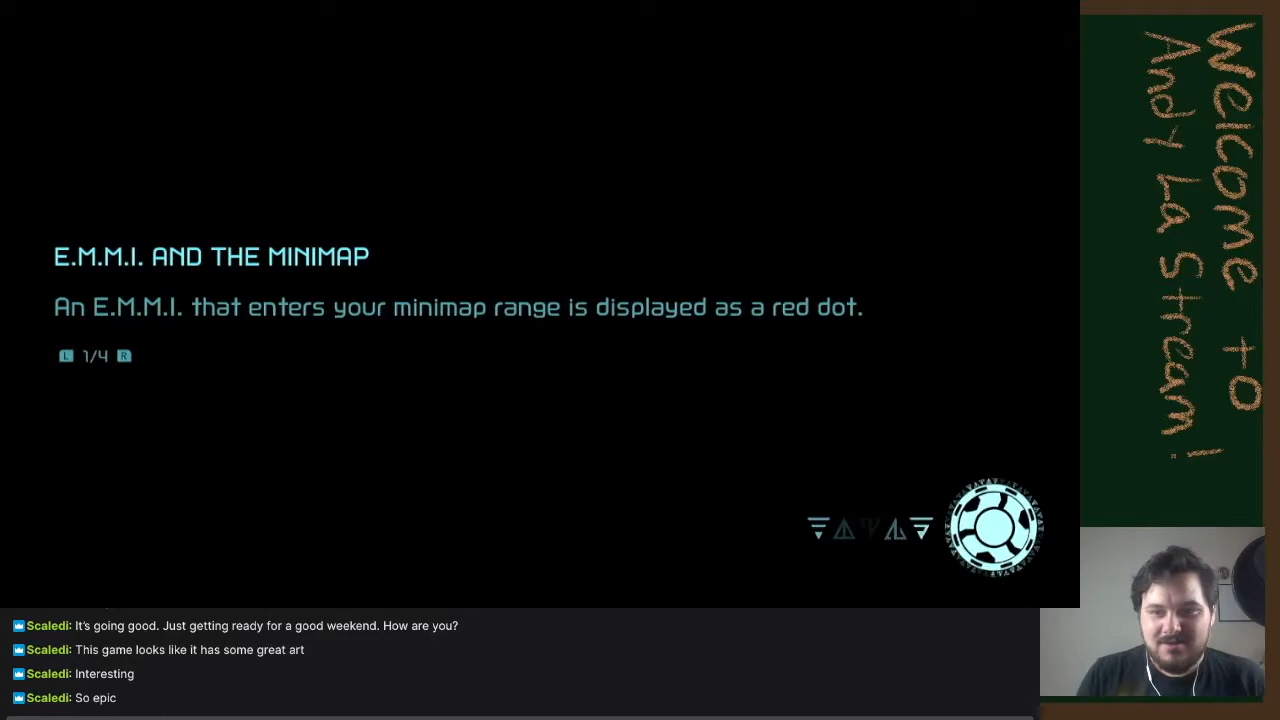 E.M.M.I. AND THE MINIMAP
An E.M.M.I. that enters your minimap range is displayed as a red dot.
L 1/4 R
Welcome to
Andy La Stream!
Scaledi: It's going good. Just getting ready for a good weekend. How are you?
Scaledi: This game looks like it has some great art
Scaledi: Interesting
Scaledi: So epic